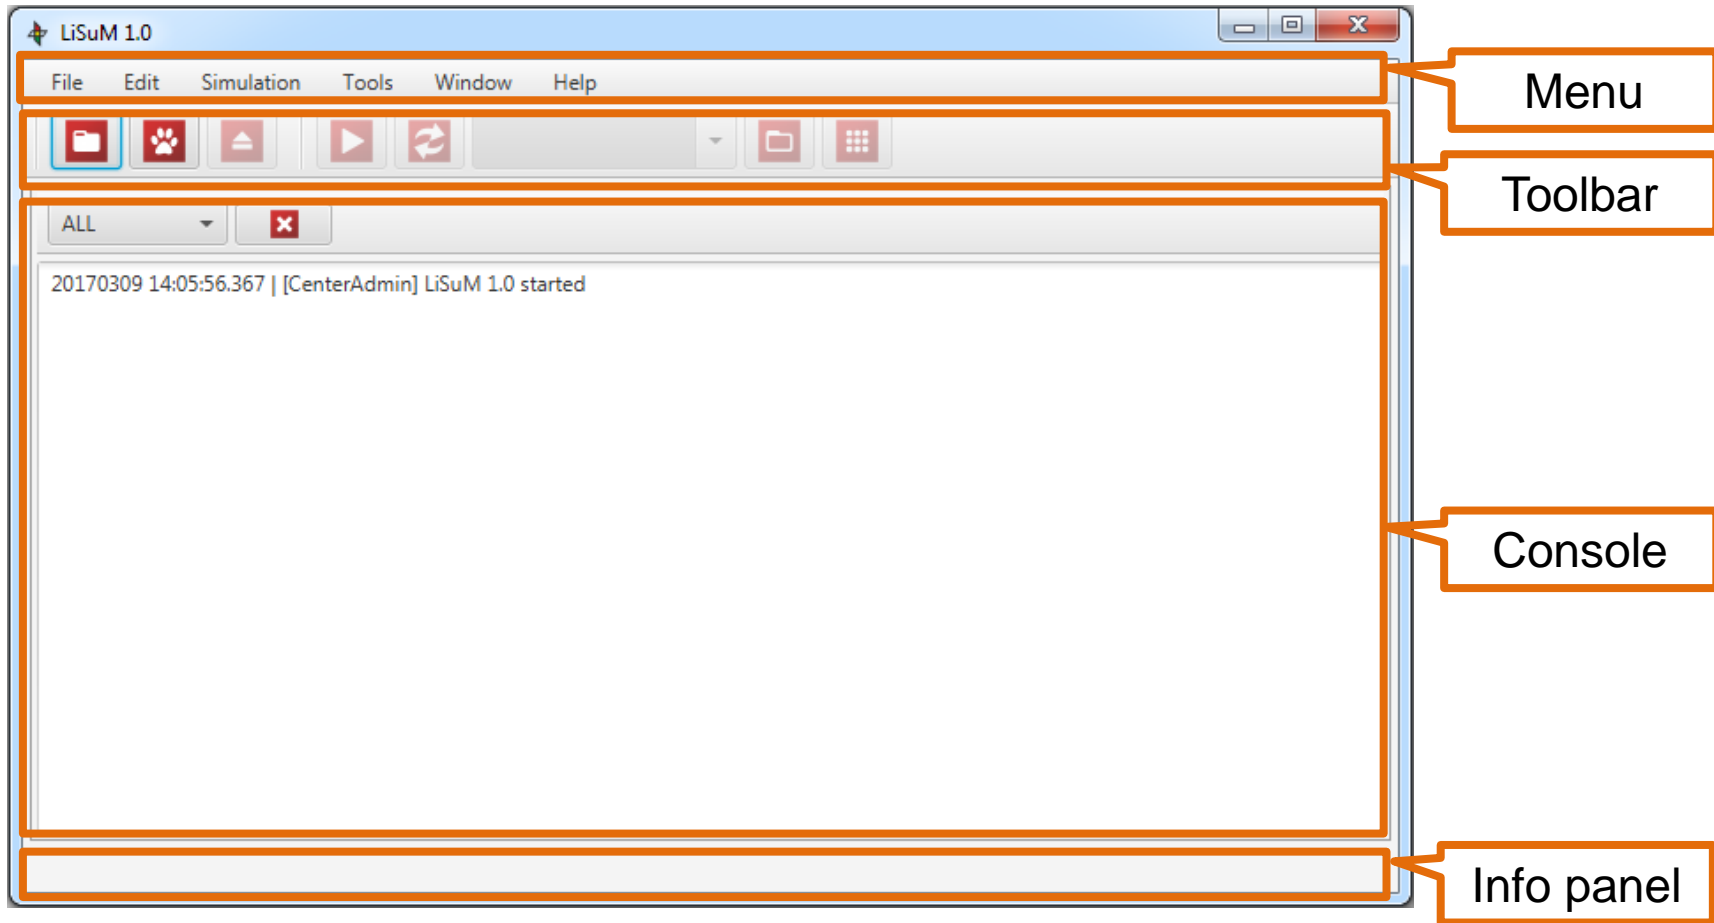 LiSuM 1.0
File Edit Simulation Tools Window Help
Menu
Toolbar
ALL
20170309 14:05:56.367 | [CenterAdmin] LiSuM 1.0 started
Console
Info panel